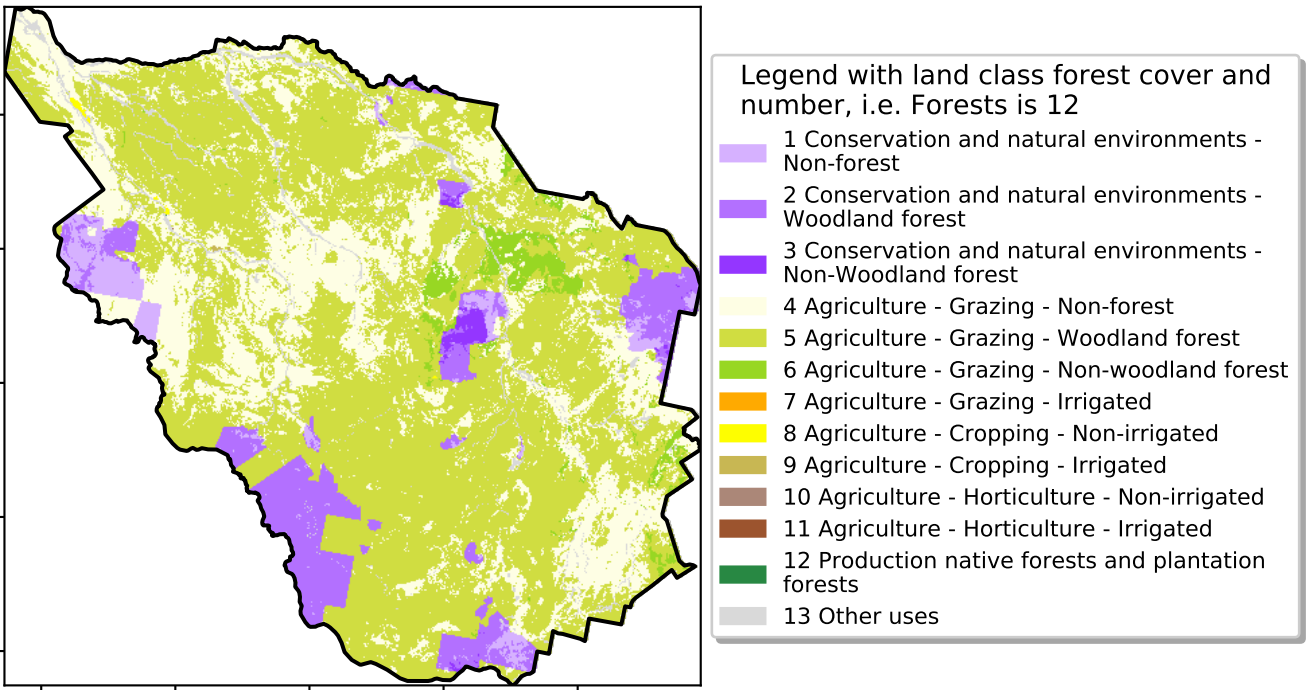 Legend with land class forest cover and
number, i.e. Forests is 12
1 Conservation and natural environments -
Non-forest
2 Conservation and natural environments -
Woodland forest
3 Conservation and natural environments -
Non-Woodland forest
4 Agriculture - Grazing - Non-forest
5 Agriculture - Grazing - Woodland forest
6 Agriculture - Grazing - Non-woodland forest
7 Agriculture - Grazing - Irrigated
8 Agriculture - Cropping - Non-irrigated
9 Agriculture - Cropping - Irrigated
10 Agriculture - Horticulture - Non-irrigated
11 Agriculture - Horticulture - Irrigated
12 Production native forests and plantation
forests
13 Other uses